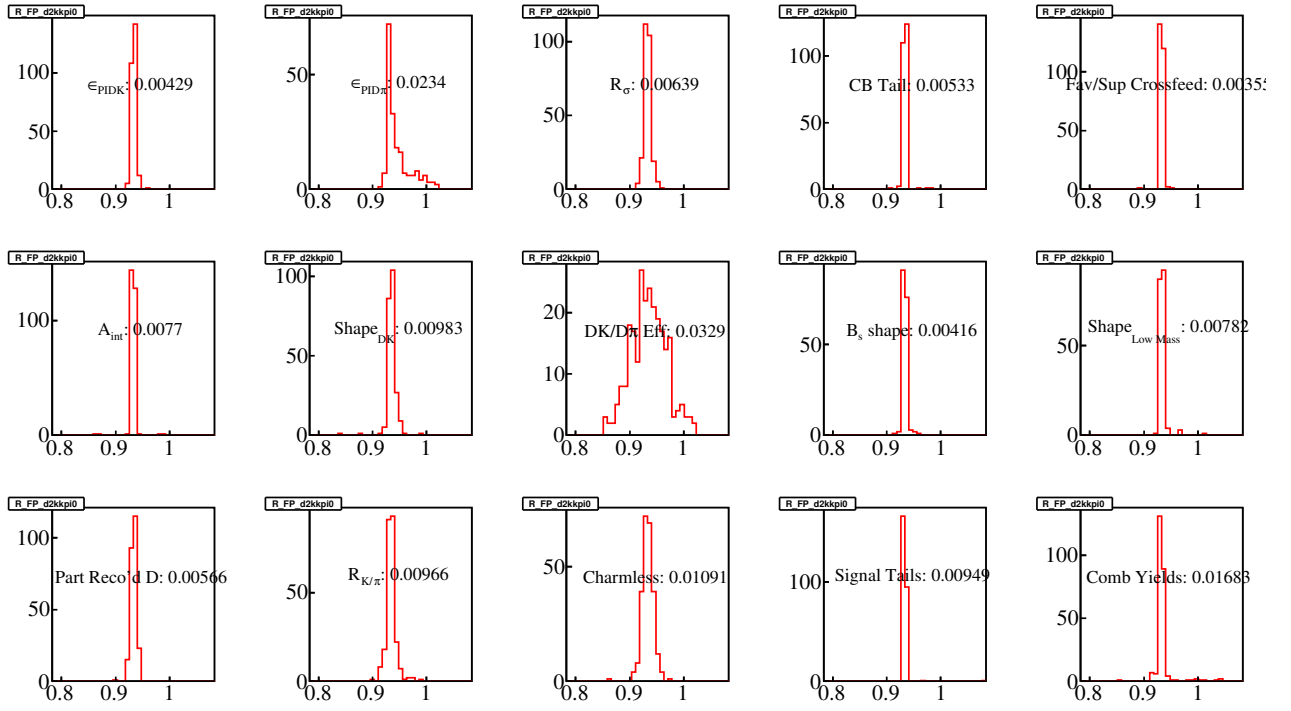 R_FP_d2kkpi0 R_FP_d2kkpi0 R_FP_d2kkpi0 R_FP_d2kkpi0 R_FP_d2kkpi0
100 50 100 100 100
ϵPIDK: 0.00429 ϵPIDπ: 0.0234 Rσ: 0.00639 CB Tail: 0.00533 Fav/Sup Crossfeed: 0.00355
50 50 50 50
0 0 0 0 0
0.8 0.9 1 0.8 0.9 1 0.8 0.9 1 0.8 0.9 1 0.8 0.9 1
R_FP_d2kkpi0 R_FP_d2kkpi0 R_FP_d2kkpi0 R_FP_d2kkpi0 R_FP_d2kkpi0
100 100 20 50 50
Aint: 0.0077 ShapeDK: 0.00983 DK/Dπ Eff: 0.0329 Bs shape: 0.00416 ShapeLow Mass: 0.00782
50 10
0 0 0 0 0
0.8 0.9 1 0.8 0.9 1 0.8 0.9 1 0.8 0.9 1 0.8 0.9 1
R_FP_d2kkpi0 R_FP_d2kkpi0 R_FP_d2kkpi0 R_FP_d2kkpi0 R_FP_d2kkpi0
100 50 50 100 100
Part Reco'd D: 0.00566 RK/π: 0.00966 Charmless: 0.01091 Signal Tails: 0.00949 Comb Yields: 0.01683
50 50
0 0 0 0 0
0.8 0.9 1 0.8 0.9 1 0.8 0.9 1 0.8 0.9 1 0.8 0.9 1